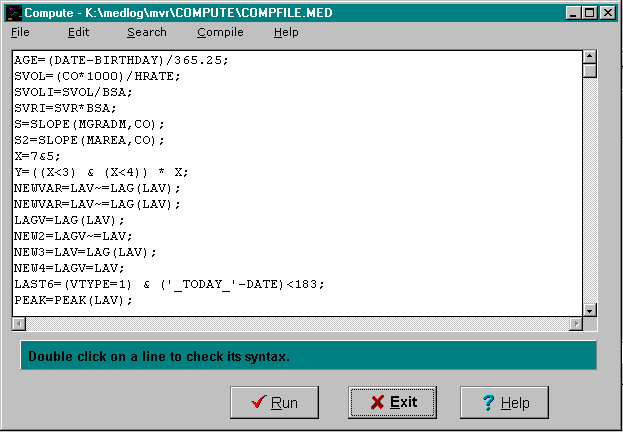 Compute - K:\medlog\mvr\COMPUTE\COMPFILE.MED
File Edit Search Compile Help
AGE=(DATE-BIRTHDAY)/365.25;
SVOL=(CO*1000)/HRATE;
SVOLI=SVOL/BSA;
SVRI=SVR*BSA;
S=SLOPE(MGRADM,CO);
S2=SLOPE(MAREA,CO);
X=7&5;
Y=((X<3) & (X<4)) * X;
NEWVAR=LAV~=LAG(LAV);
NEWVAR=LAV~=LAG(LAV);
LAGV=LAG(LAV);
NEW2=LAGV~=LAV;
NEW3=LAV=LAG(LAV);
NEW4=LAGV=LAV;
LAST6=(VTYPE=1) & ('_TODAY_'-DATE)<183;
PEAK=PEAK(LAV);
Double click on a line to check its syntax.
Run Exit ? Help